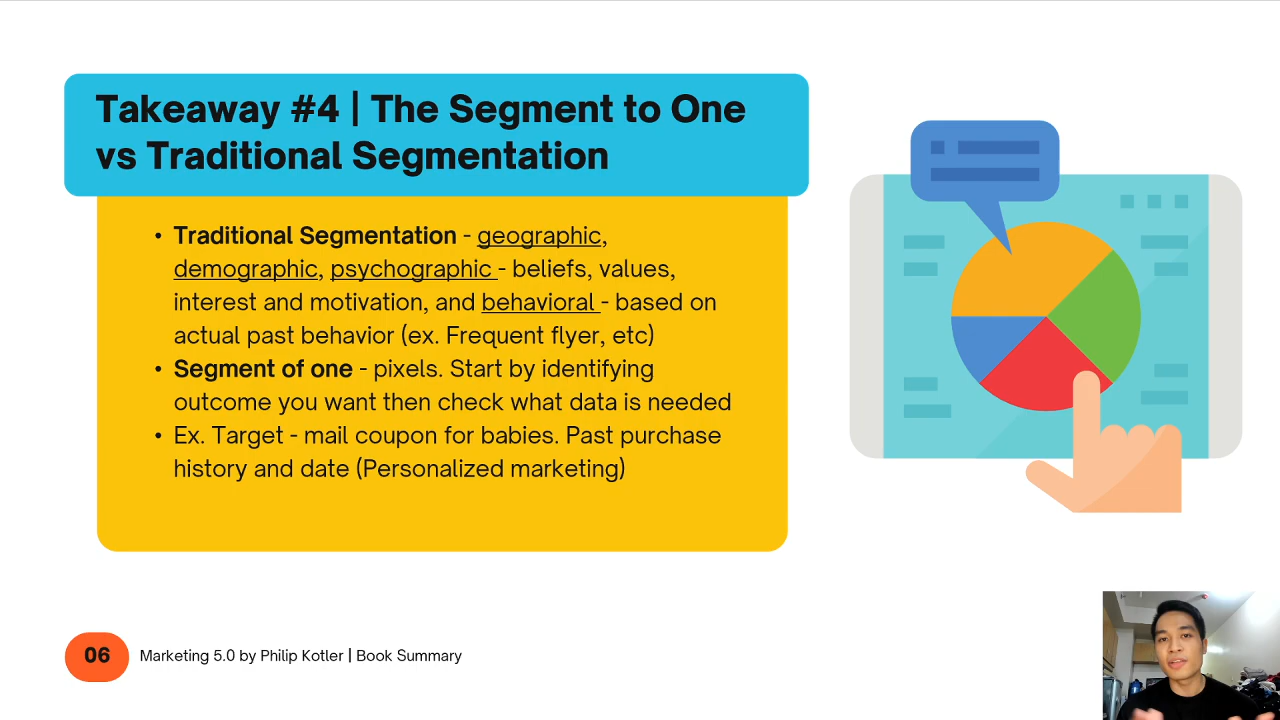 Takeaway #4 | The Segment to One
vs Traditional Segmentation
• Traditional Segmentation - geographic,
demographic, psychographic - beliefs, values,
interest and motivation, and behavioral - based on
actual past behavior (ex. Frequent flyer, etc)
• Segment of one - pixels. Start by identifying
outcome you want then check what data is needed
• Ex. Target - mail coupon for babies. Past purchase
history and date (Personalized marketing)
06 Marketing 5.0 by Philip Kotler | Book Summary